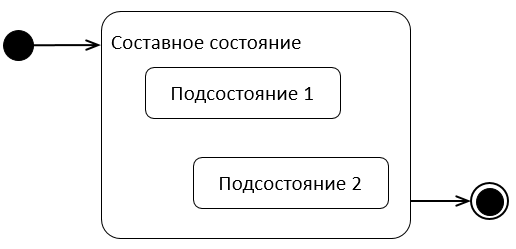 Составное состояние
Подсостояние 1
Подсостояние 2